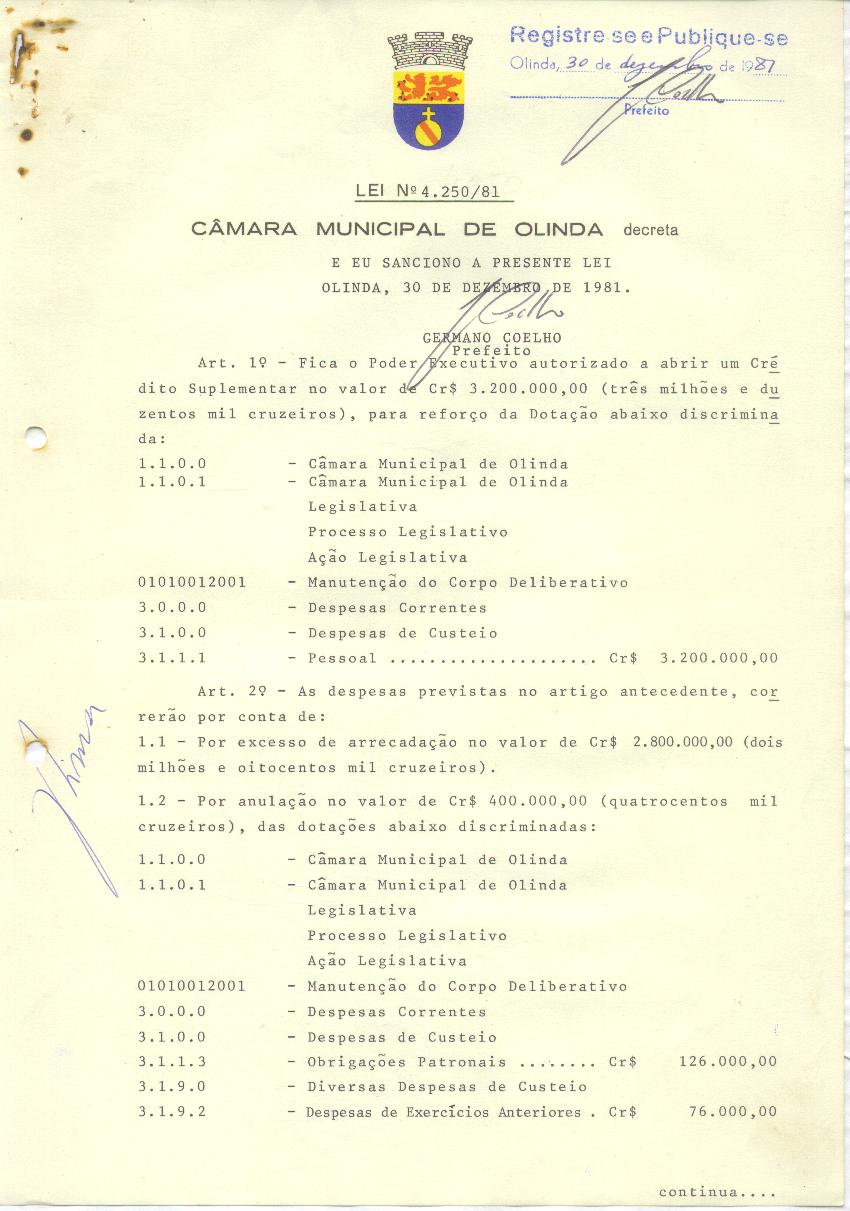 Registre se e Publique-se
Olinda, 30 de dezembro de 1981
Coelho
Prefeito
LEI Nº 4.250/81
CÂMARA MUNICIPAL DE OLINDA decreta
E EU SANCIONO A PRESENTE LEI
OLINDA, 30 DE DEZEMBRO DE 1981.
Coelho
GERMANO COELHO
Prefeito
Art. 1º - Fica o Poder Executivo autorizado a abrir um Cré
dito Suplementar no valor de Cr$ 3.200.000,00 (três milhões e du
zentos mil cruzeiros), para reforço da Dotação abaixo discrimina
da:
1.1.0.0 - Câmara Municipal de Olinda
1.1.0.1 - Câmara Municipal de Olinda
Legislativa
Processo Legislativo
Ação Legislativa
01010012001 - Manutenção do Corpo Deliberativo
3.0.0.0 - Despesas Correntes
3.1.0.0 - Despesas de Custeio
3.1.1.1 - Pessoal ..................... Cr$ 3.200.000,00
Art. 2º - As despesas previstas no artigo antecedente, cor
rerão por conta de:
1.1 - Por excesso de arrecadação no valor de Cr$ 2.800.000,00 (dois
milhões e oitocentos mil cruzeiros).
1.2 - Por anulação no valor de Cr$ 400.000,00 (quatrocentos mil
cruzeiros), das dotações abaixo discriminadas:
1.1.0.0 - Câmara Municipal de Olinda
1.1.0.1 - Câmara Municipal de Olinda
Legislativa
Processo Legislativo
Ação Legislativa
01010012001 - Manutenção do Corpo Deliberativo
3.0.0.0 - Despesas Correntes
3.1.0.0 - Despesas de Custeio
3.1.1.3 - Obrigações Patronais ........ Cr$ 126.000,00
3.1.9.0 - Diversas Despesas de Custeio
3.1.9.2 - Despesas de Exercícios Anteriores . Cr$ 76.000,00
continua....